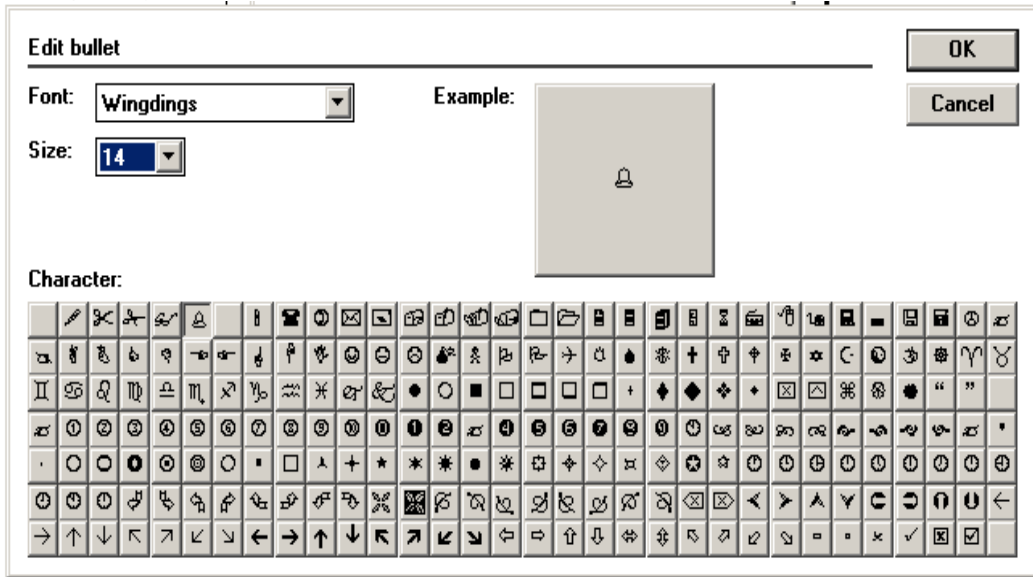 Edit bullet
OK
Font:
Wingdings
Example:
Cancel
Size:
14
Character: